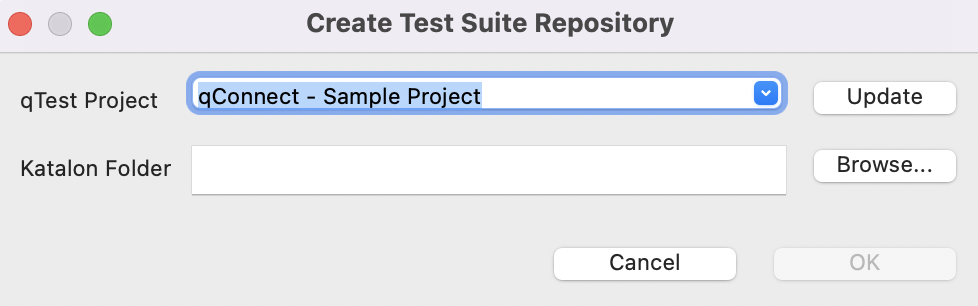 Create Test Suite Repository
qTest Project qConnect - Sample Project Update
Katalon Folder Browse...
Cancel OK